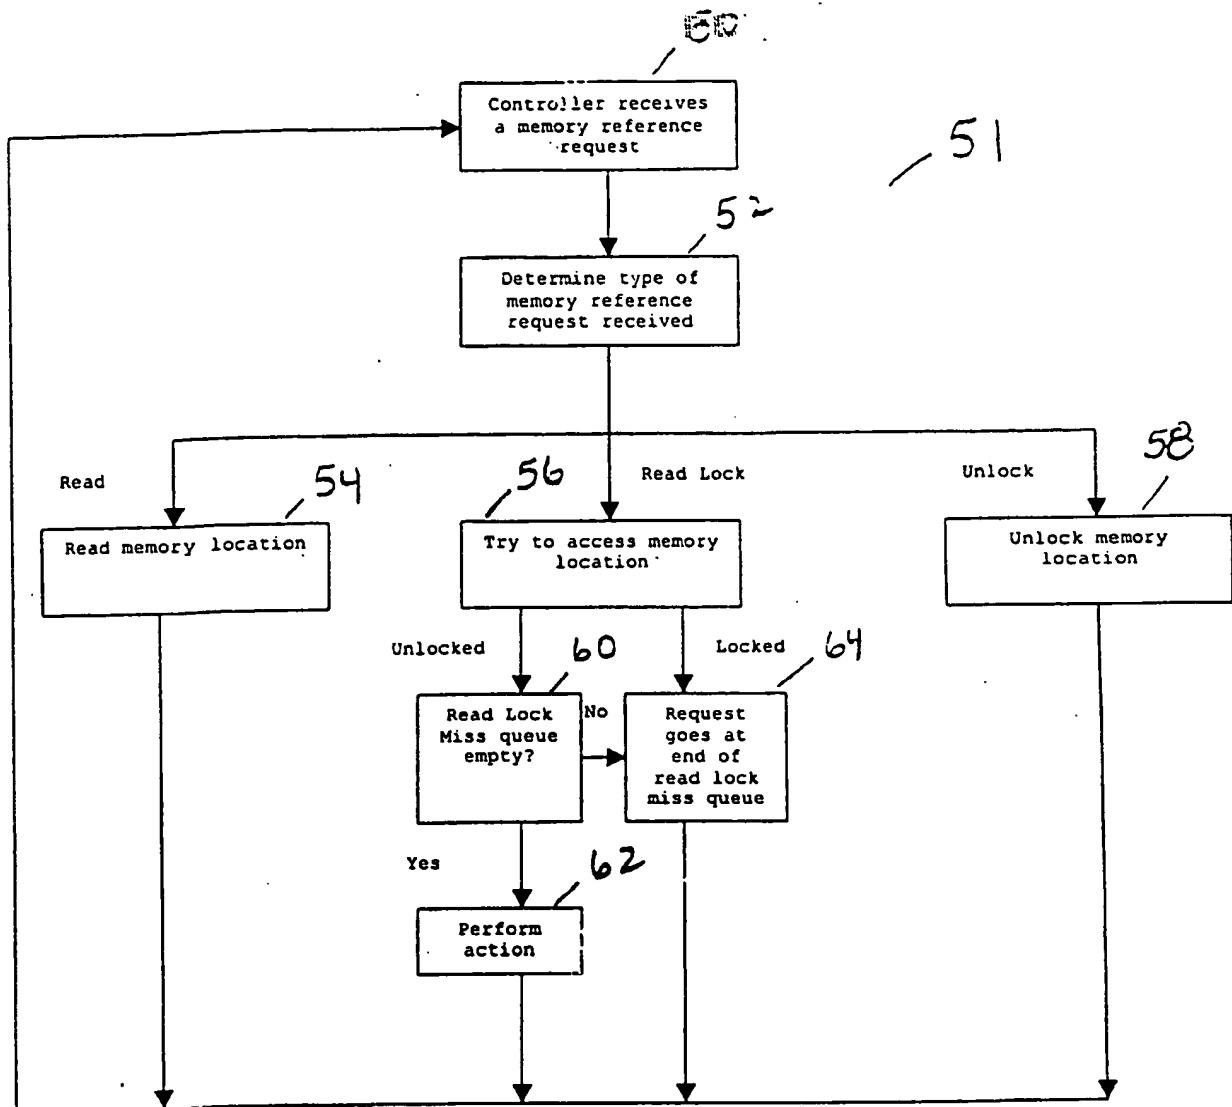 Controller receives
a memory reference
request
51
52
Determine type of
memory reference
request received
Read
54
56
Read Lock
Unlock
58
Read memory location
Try to access memory
location
Unlock memory
location
Unlocked
60
Locked
64
Read Lock
Miss queue
empty?
No
Request
goes at
end of
read lock
miss queue
Yes
62
Perform
action